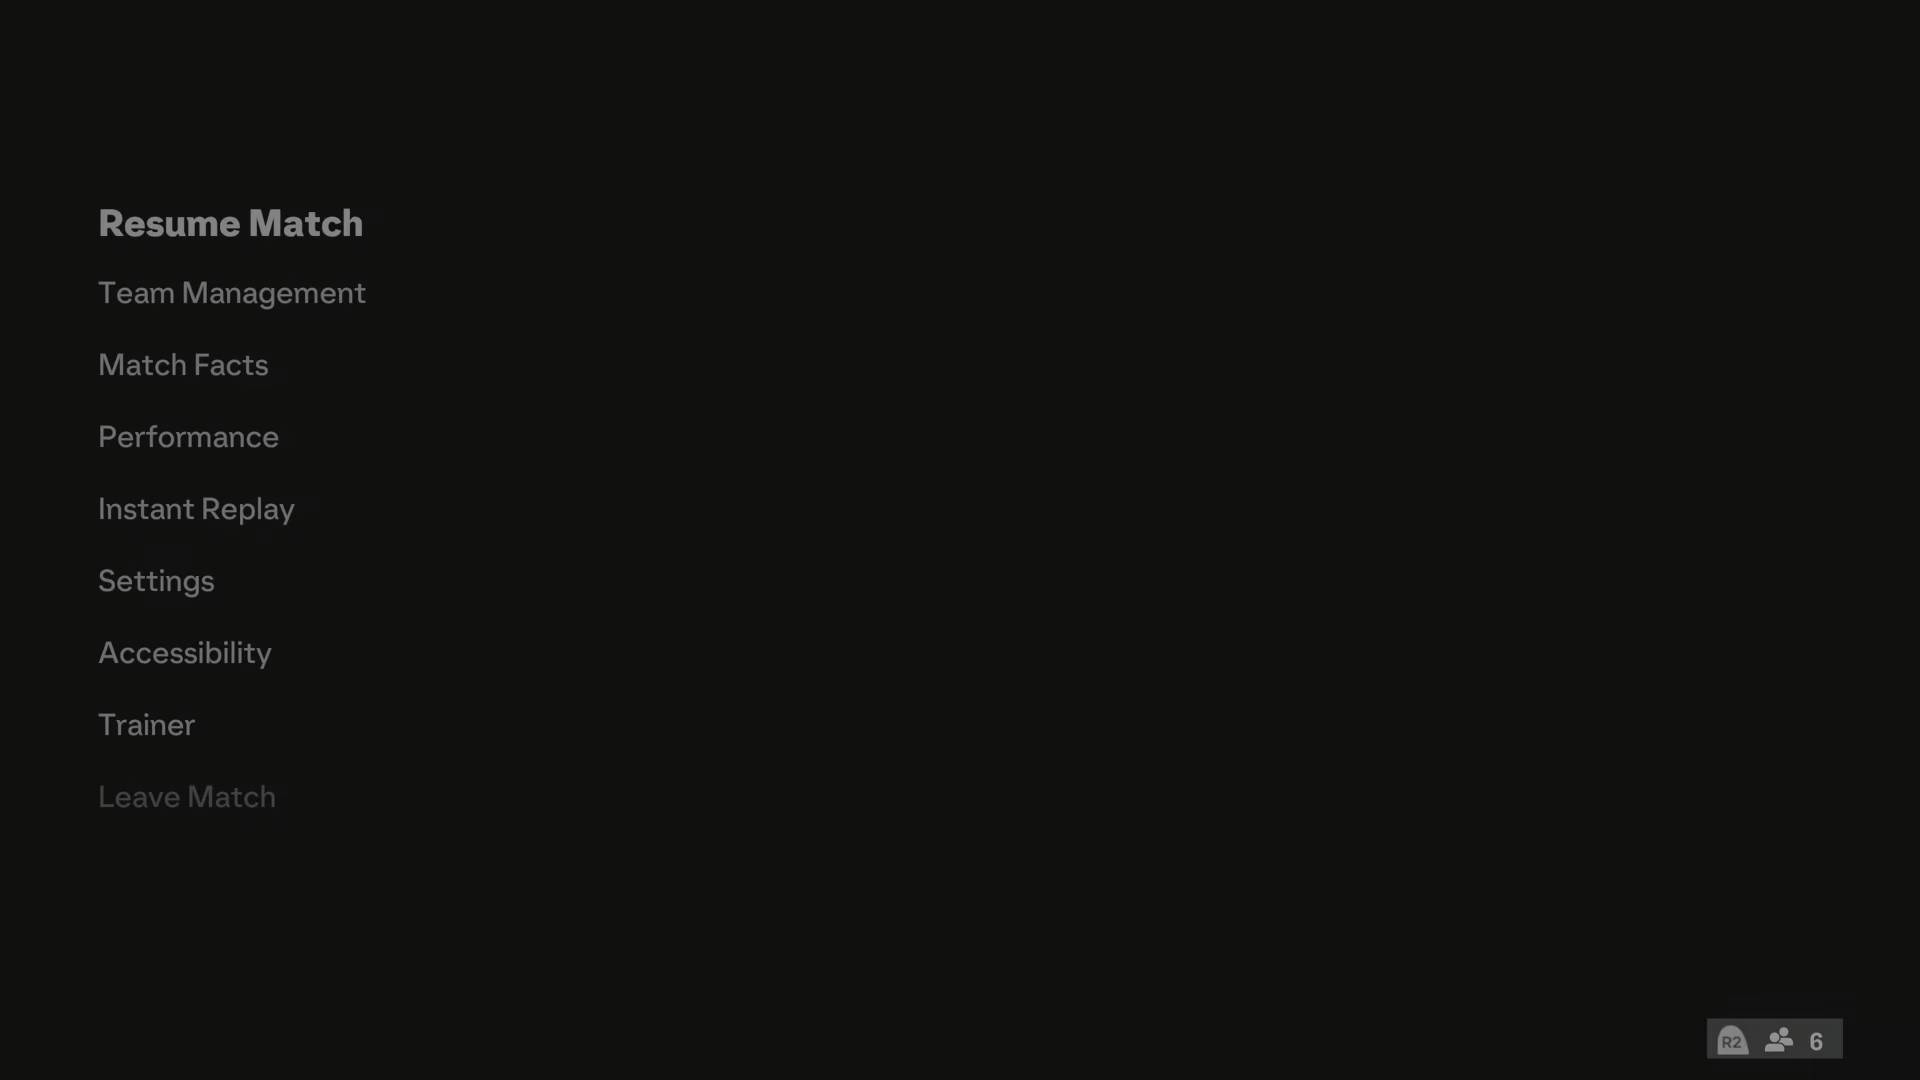 Resume Match
Team Management
Match Facts
Performance
Instant Replay
Settings
Accessibility
Trainer
Leave Match
R2 6